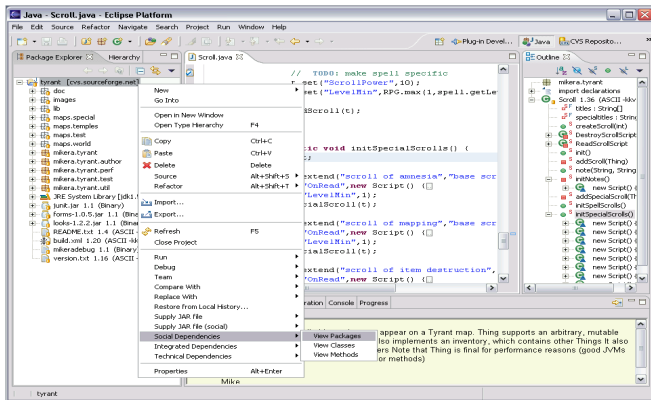 Java - Scroll.java - Eclipse Platform
File Edit Source Refactor Navigate Search Project Run Window Help
Plug-in Devel... Java CVS Reposito...
Package Explorer Hierarchy
tyrant [cvs.sourceforge.net
doc
images
lib
maps.special
maps.temples
maps.test
maps.world
mikera.tyrant
mikera.tyrant.author
mikera.tyrant.perf
mikera.tyrant.test
mikera.tyrant.util
JRE System Library [jdk1.
junit.jar 1.1 (Binary)
forms-1.0.5.jar 1.1 (Bina
looks-1.2.2.jar 1.1 (Binar
README.txt 1.4 (ASCII -
build.xml 1.20 (ASCII -kk
mikeradebug 1.1 (Binary
version.txt 1.16 (ASCII -
New
Go Into
Open in New Window
Open Type Hierarchy F4
Copy Ctrl+C
Paste Ctrl+V
Delete Delete
Source Alt+Shift+S
Refactor Alt+Shift+T
Import...
Export...
Refresh F5
Close Project
Run
Debug
Team
Compare With
Replace With
Restore from Local History...
Supply JAR file
Supply JAR file (social)
Social Dependencies
Integrated Dependencies
Technical Dependencies
Properties Alt+Enter
View Packages
View Classes
View Methods
Scroll.java
// TODO: make spell specific
t.set("ScrollPower",10);
t.set("LevelMin",RPG.max(1,spell.getLe
dScroll(t);
tic void initSpecialScrolls() {
t;
extend("scroll of amnesia","base scr
"OnRead",new Script() {
"LevelMin",1);
cialScroll(t);
extend("scroll of mapping","base scr
"OnRead",new Script() {
"LevelMin",1);
cialScroll(t);
extend("scroll of item destruction",
"OnRead",new Script() {
ration Console Progress
appear on a Tyrant map. Thing supports an arbitrary, mutable
lso implements an inventory, which contains other Things It also
ers Note that Thing is final for performance reasons (good JVMs
or methods)
Mike
Outline
mikera.tyrant
import declarations
Scroll 1.36 (ASCII -kkv
titles : String[]
specialtitles : String[
createScroll(int)
DestroyScrollScript
ReadScrollScript
init()
addScroll(Thing)
note(String, String
initNotes()
new Script() {
addSpecialScroll(Th
initSpellScrolls()
initSpecialScrolls()
new Script() {
new Script() {
new Script() {
new Script() {
new Script() {
tyrant